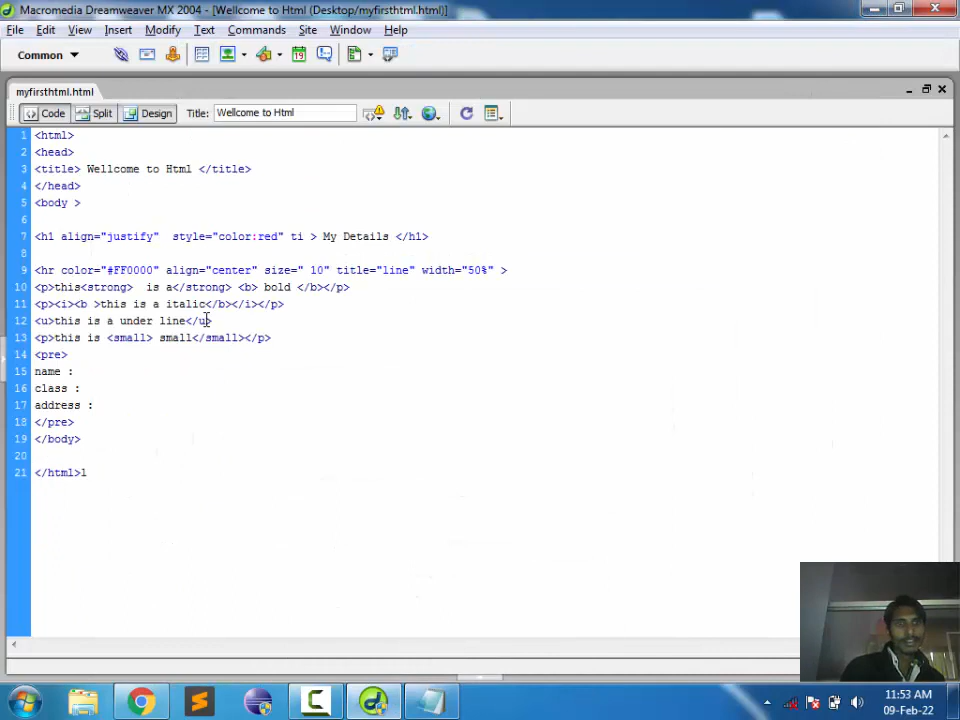 Macromedia Dreamweaver MX 2004 - [Wellcome to Html (Desktop/myfirsthtml.html)]
File Edit View Insert Modify Text Commands Site Window Help
Common
19
myfirsthtml.html
Code Split Design Title: Wellcome to Html
1 <html>
2 <head>
3 <title> Wellcome to Html </title>
4 </head>
5 <body >
6
7 <h1 align="justify"  style="color:red" ti > My Details </h1>
8
9 <hr color="#FF0000" align="center" size=" 10" title="line" width="50%" >
10 <p>this<strong>  is a</strong> <b> bold </b></p>
11 <p><i><b >this is a italic</b></i></p>
12 <u>this is a under line</u>
13 <p>this is <small> small</small></p>
14 <pre>
15 name :
16 class :
17 address :
18 </pre>
19 </body>
20
21 </html>l
11:53 AM
09-Feb-22